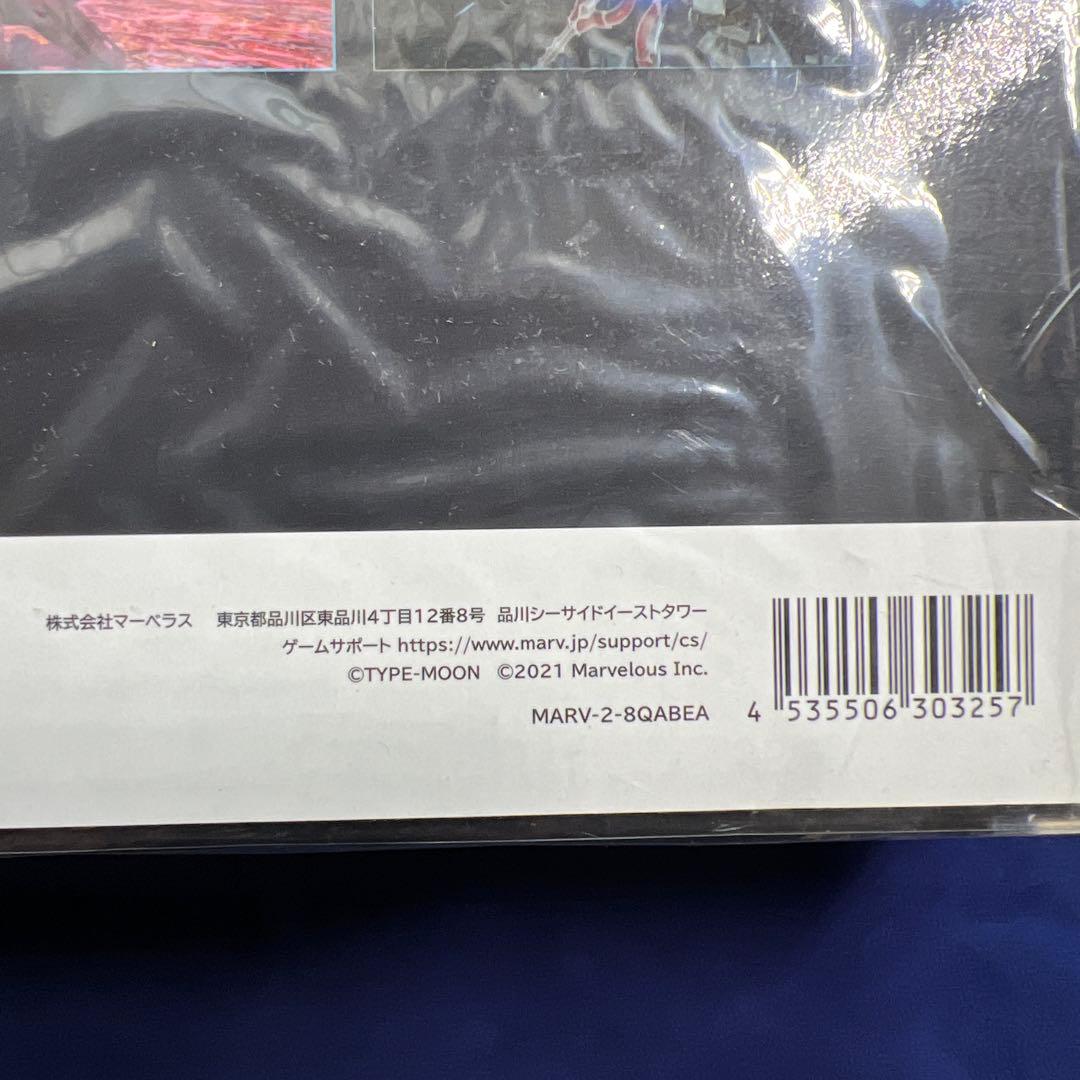 株式会社マーベラス　東京都品川区東品川4丁目12番8号 品川シーサイドイーストタワー
ゲームサポート https://www.marv.jp/support/cs/
©TYPE-MOON ©2021 Marvelous Inc.
MARV-2-8QABEA
4 535506 303257